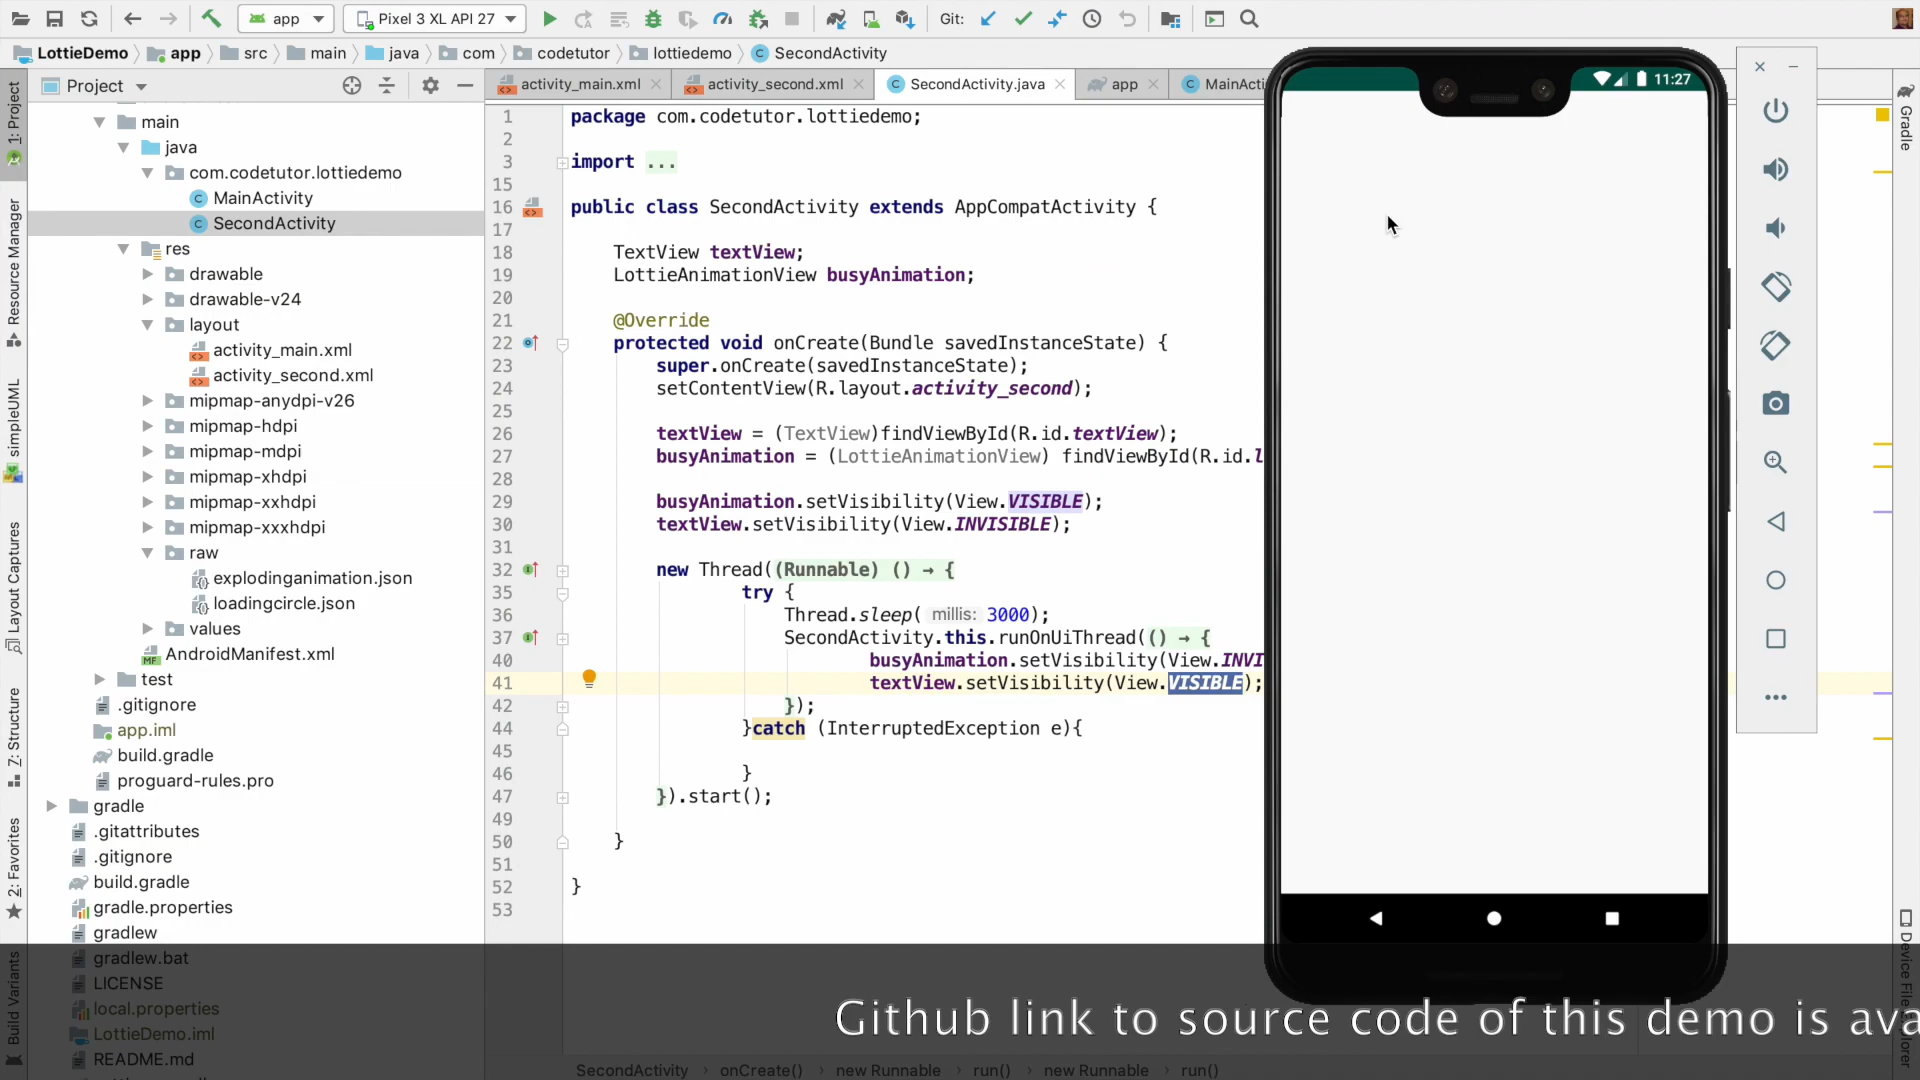 app
Pixel 3 XL API 27
Git:
LottieDemo
app
src
main
java
com
codetutor
lottiedemo
SecondActivity
Project
activity_main.xml
activity_second.xml
SecondActivity.java
app
MainActi
11:27
1: Project
Resource Manager
simpleUML
Layout Captures
7: Structure
2: Favorites
Build Variants
Gradle
Device File Explorer
main
java
com.codetutor.lottiedemo
MainActivity
SecondActivity
res
drawable
drawable-v24
layout
activity_main.xml
activity_second.xml
mipmap-anydpi-v26
mipmap-hdpi
mipmap-mdpi
mipmap-xhdpi
mipmap-xxhdpi
mipmap-xxxhdpi
raw
explodinganimation.json
loadingcircle.json
values
AndroidManifest.xml
test
.gitignore
app.iml
build.gradle
proguard-rules.pro
gradle
.gitattributes
.gitignore
build.gradle
gradle.properties
gradlew
gradlew.bat
LICENSE
local.properties
LottieDemo.iml
README.md
1 package com.codetutor.lottiedemo;
2
3 import ...
15
16 public class SecondActivity extends AppCompatActivity {
17
18 TextView textView;
19 LottieAnimationView busyAnimation;
20
21 @Override
22 protected void onCreate(Bundle savedInstanceState) {
23 super.onCreate(savedInstanceState);
24 setContentView(R.layout.activity_second);
25
26 textView = (TextView)findViewById(R.id.textView);
27 busyAnimation = (LottieAnimationView) findViewById(R.id.l
28
29 busyAnimation.setVisibility(View.VISIBLE);
30 textView.setVisibility(View.INVISIBLE);
31
32 new Thread((Runnable) () → {
35 try {
36 Thread.sleep( millis: 3000);
37 SecondActivity.this.runOnUiThread(() → {
40 busyAnimation.setVisibility(View.INVI
41 textView.setVisibility(View.VISIBLE);
42 });
44 }catch (InterruptedException e){
45
46 }
47 }).start();
49
50 }
51
52 }
53
Github link to source code of this demo is ava
SecondActivity
onCreate()
new Runnable
run()
new Runnable
run()